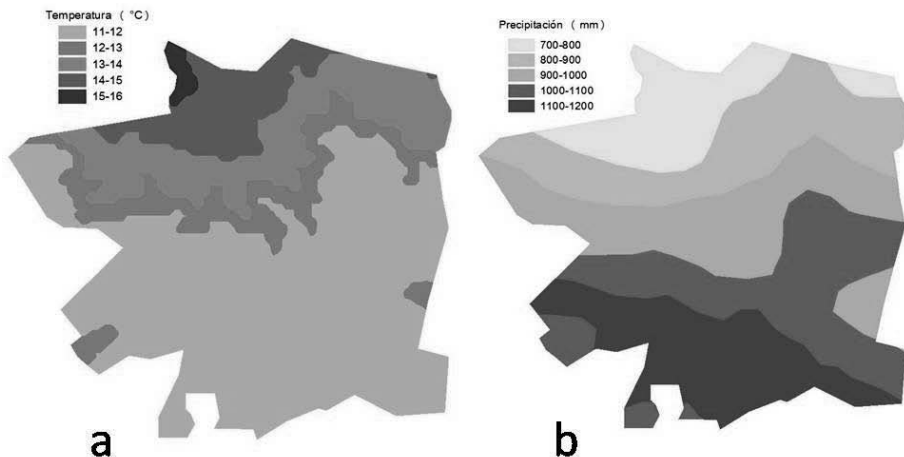 Temperatura ( °C)
11-12
12-13
13-14
14-15
15-16
a
Precipitación ( mm)
700-800
800-900
900-1000
1000-1100
1100-1200
b